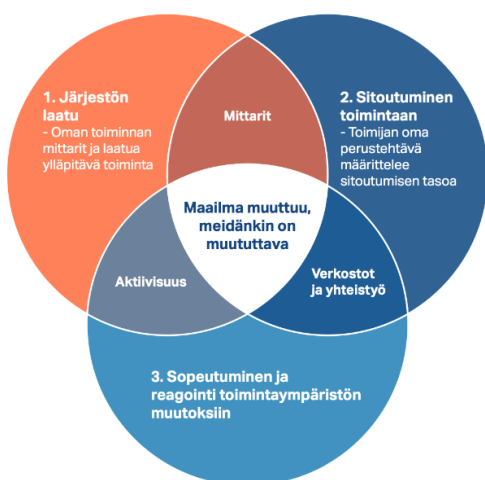 1. Järjestön
laatu
- Oman toiminnan
mittarit ja laatua
ylläpitävä toiminta
Mittarit
2. Sitoutuminen
toimintaan
- Toimijan oma
perustehtävä
määrittelee
sitoutumisen tasoa
Maailma muuttuu,
meidänkin on
muututtava
Aktiivisuus
Verkostot
ja yhteistyö
3. Sopeutuminen ja
reagointi toimintaympäristön
muutoksiin